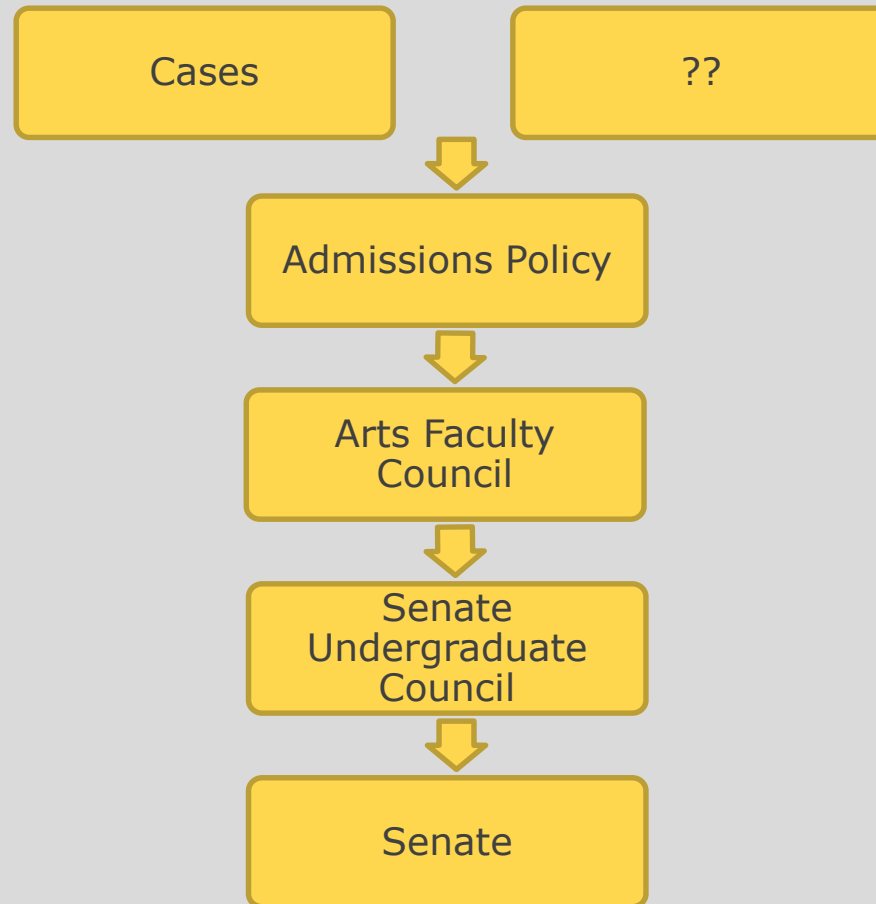 Cases
??
Admissions Policy
Arts Faculty
Council
Senate
Undergraduate
Council
Senate